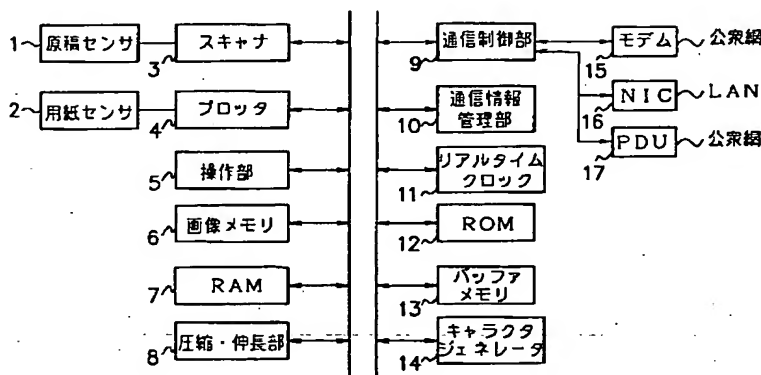 1 原稿センサ
3 スキャナ
2 用紙センサ
4 プロッタ
5 操作部
6 画像メモリ
7 RAM
8 圧縮・伸長部
9 通信制御部
10 通信情報
管理部
11 リアルタイム
クロック
12 ROM
13 バッファ
メモリ
14 キャラクタ
ジェネレータ
15 モデム 公衆網
16 NIC LAN
17 PDU 公衆網